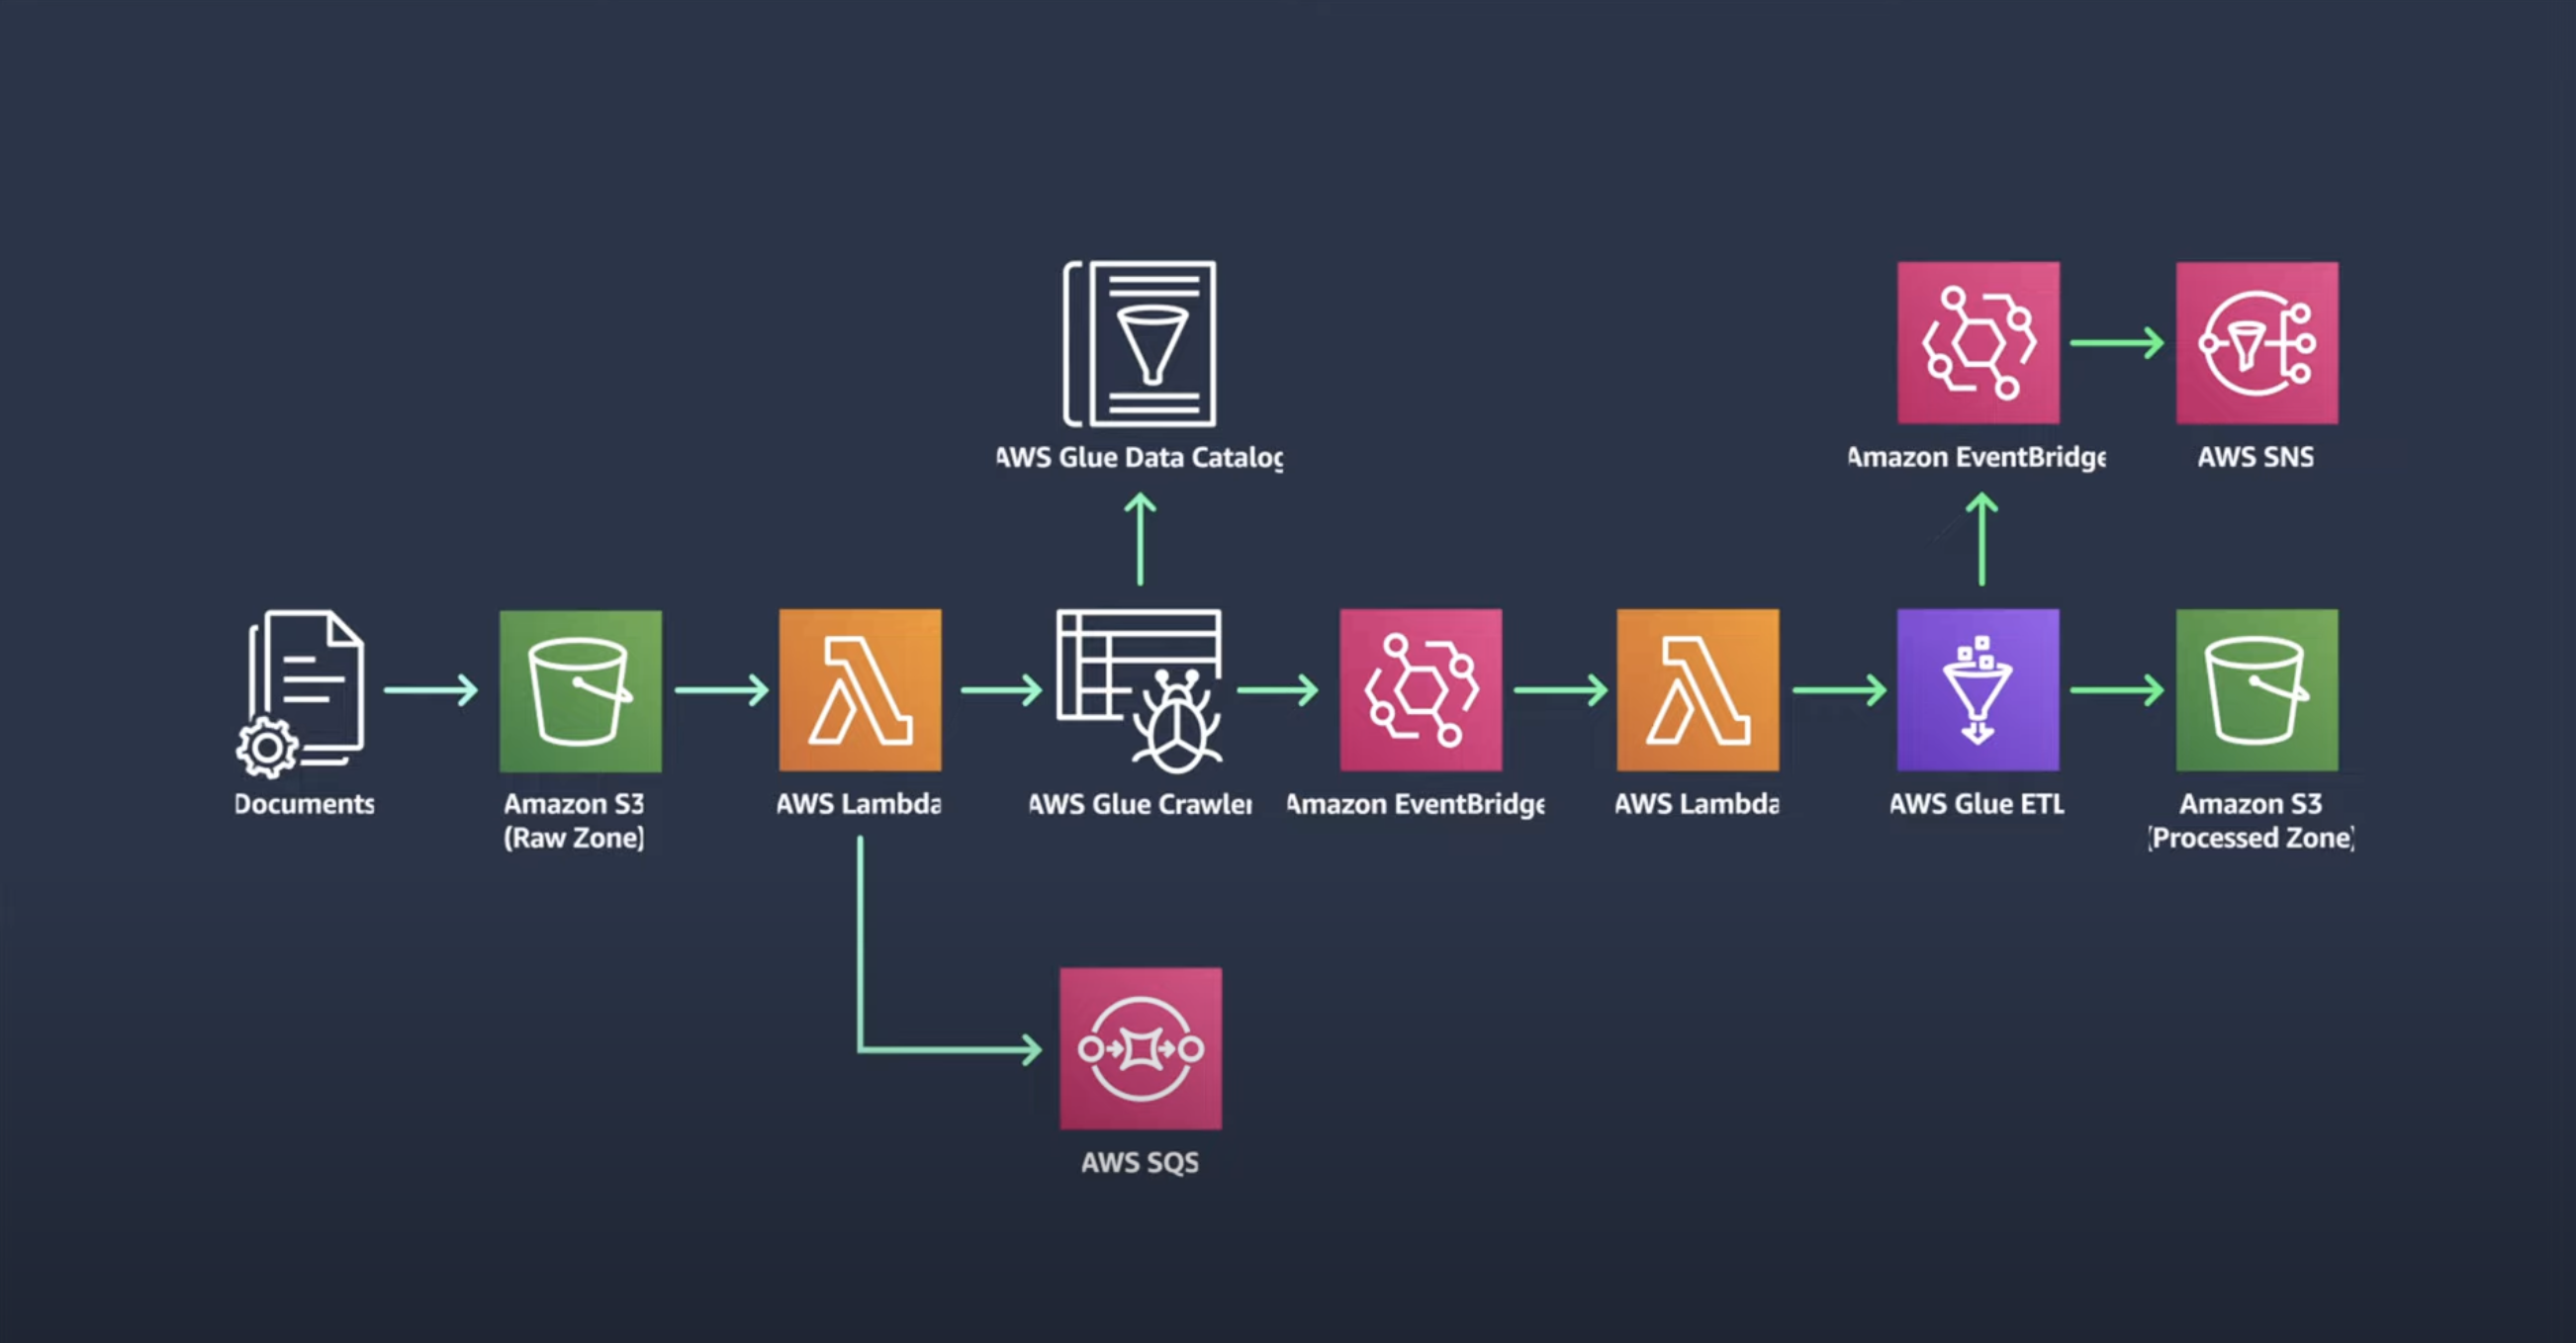 AWS Glue Data Catalog
Amazon EventBridge
AWS SNS
Documents
Amazon S3
(Raw Zone)
AWS Lambda
AWS Glue Crawler
Amazon EventBridge
AWS Lambda
AWS Glue ETL
Amazon S3
(Processed Zone)
AWS SQS